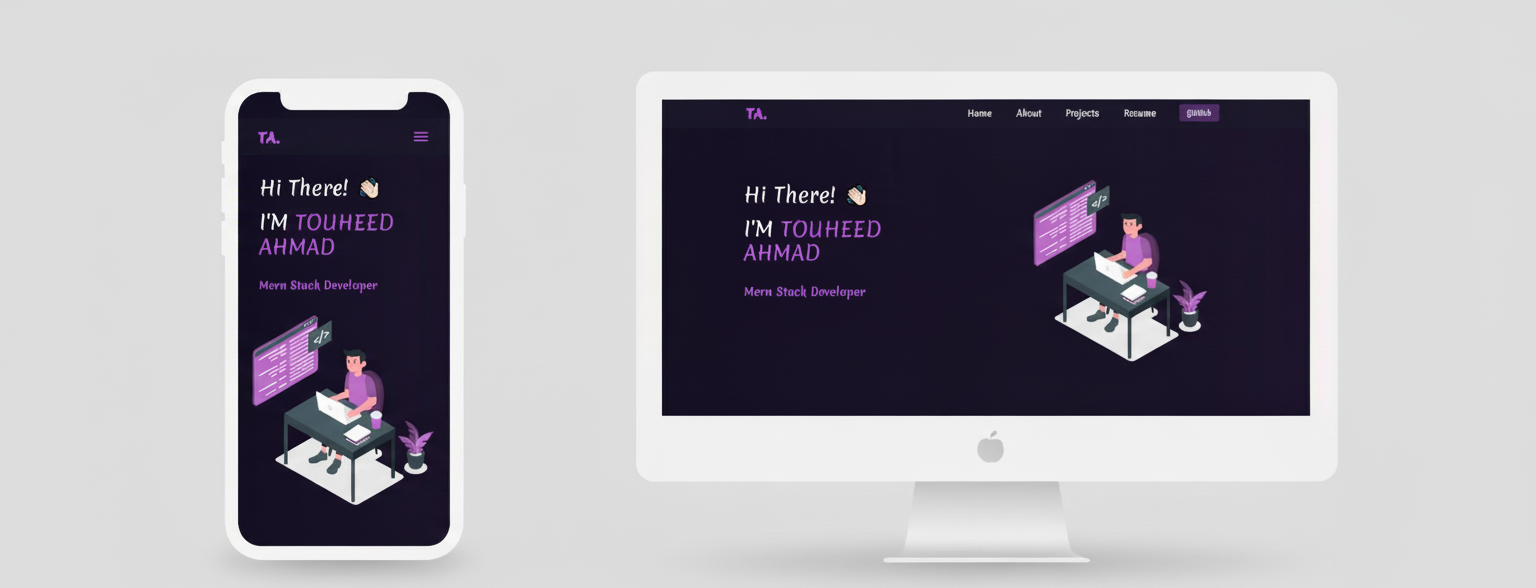 TA.
Hi There! 👋🏻
I'M TOUHEED
AHMAD
Mern Stack Developer
</>
TA.
Home About Projects Resume GitHub
Hi There! 👋🏻
I'M TOUHEED
AHMAD
Mern Stack Developer
</>